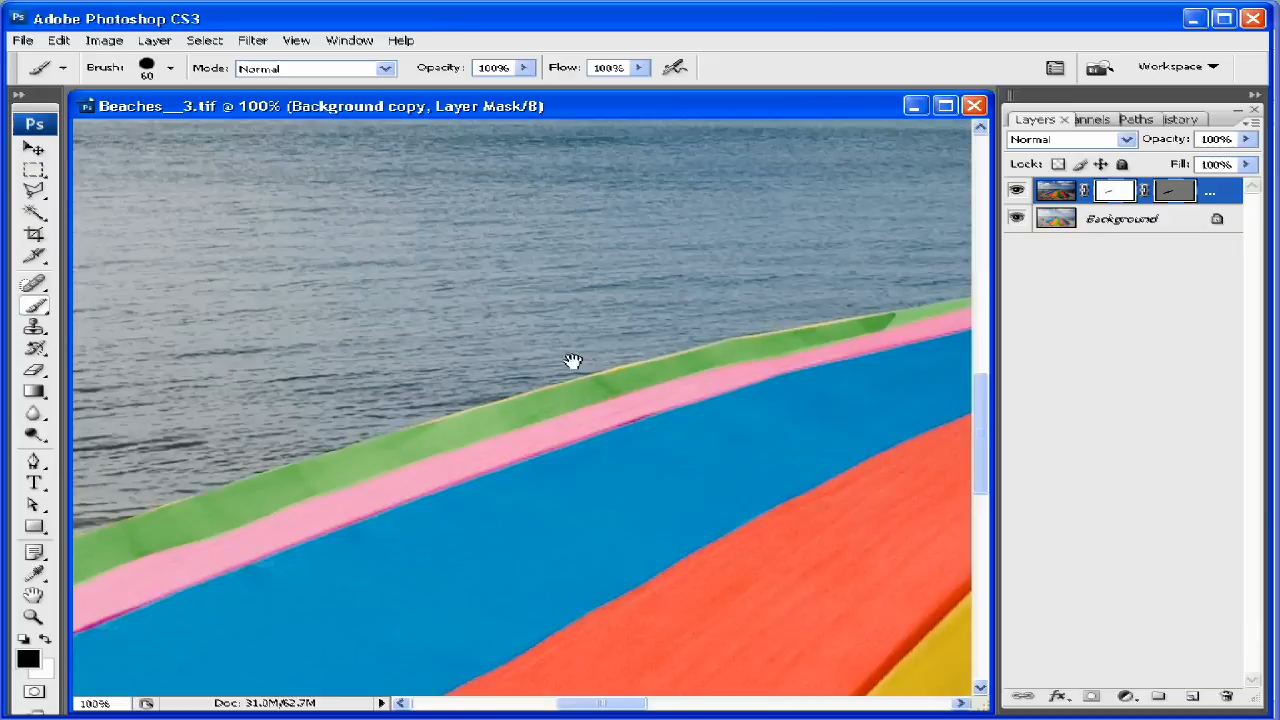 Adobe Photoshop CS3
File Edit Image Layer Select Filter View Window Help
Brush: 60 Mode: Normal Opacity: 100% Flow: 100% Workspace
Ps Beaches__3.tif @ 100% (Background copy, Layer Mask/8)
Layers annels Paths istory
Normal Opacity: 100%
Lock: Fill: 100%
...
Background
100% Doc: 31.0M/62.7M